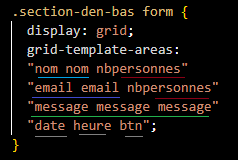 .section-den-bas form {
display: grid;
grid-template-areas:
"nom nom nbpersonnes"
"email email nbpersonnes"
"message message message"
"date heure btn";
}